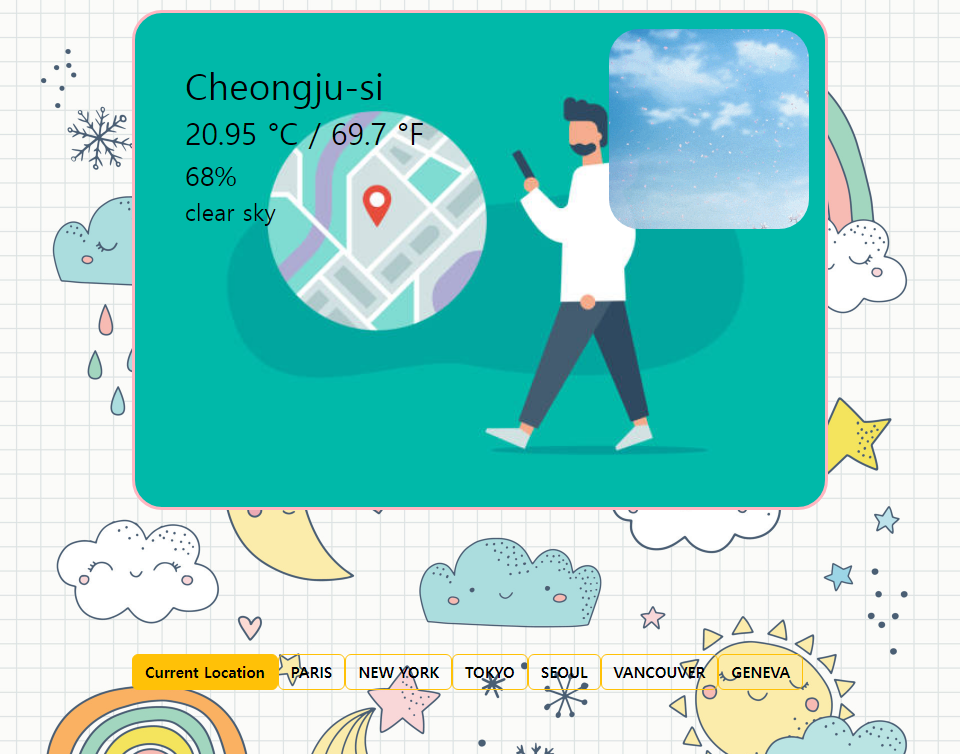 Cheongju-si
20.95 °C / 69.7 °F
68%
clear sky
Current Location PARIS NEW YORK TOKYO SEOUL VANCOUVER GENEVA